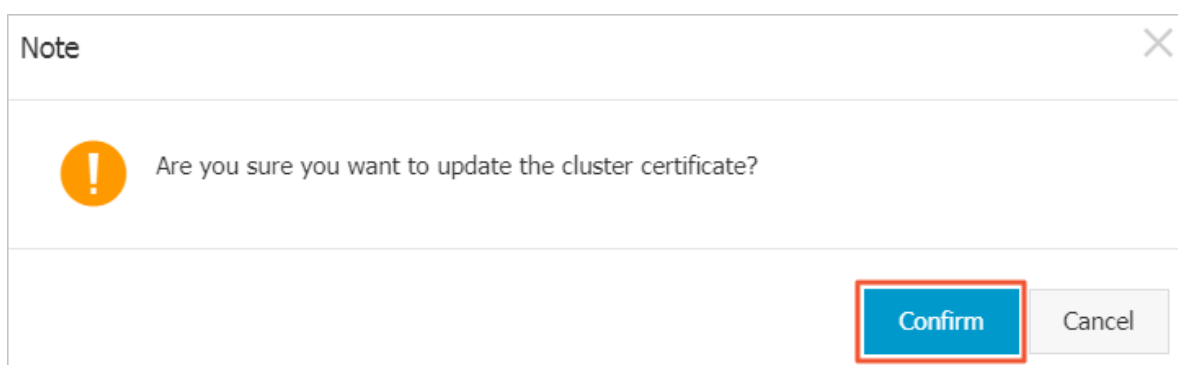 Note
Are you sure you want to update the cluster certificate?
Confirm
Cancel